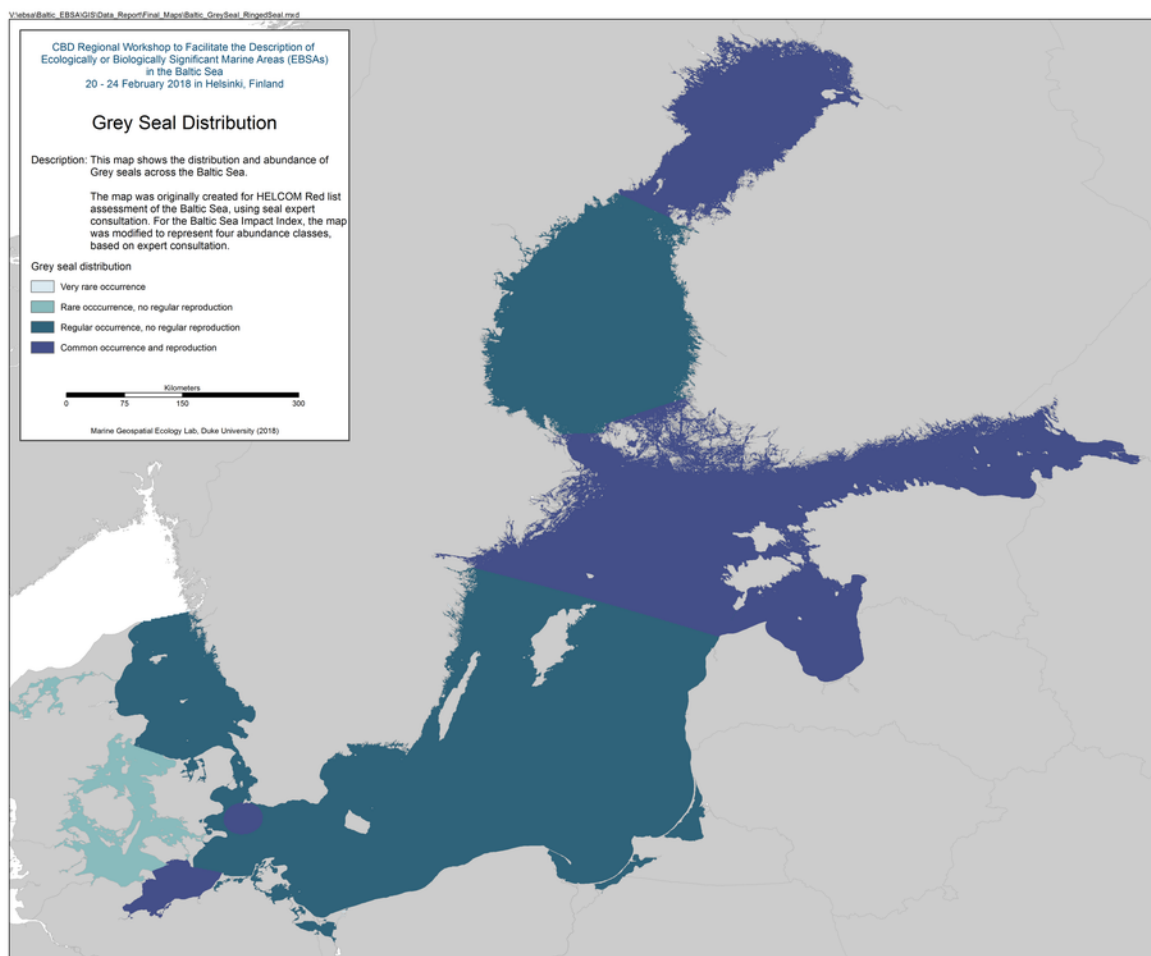 V:\ebsa\Baltic_EBSA\GIS\Data_Report\Final_Maps\Baltic_GreySeal_RingedSeal.mxd
CBD Regional Workshop to Facilitate the Description of
Ecologically or Biologically Significant Marine Areas (EBSAs)
in the Baltic Sea
20 - 24 February 2018 in Helsinki, Finland
Grey Seal Distribution
Description: This map shows the distribution and abundance of
Grey seals across the Baltic Sea.
The map was originally created for HELCOM Red list
assessment of the Baltic Sea, using seal expert
consultation. For the Baltic Sea Impact Index, the map
was modified to represent four abundance classes,
based on expert consultation.
Grey seal distribution
Very rare occurrence
Rare occcurrence, no regular reproduction
Regular occurrence, no regular reproduction
Common occurrence and reproduction
Kilometers
0 75 150 300
Marine Geospatial Ecology Lab, Duke University (2018)